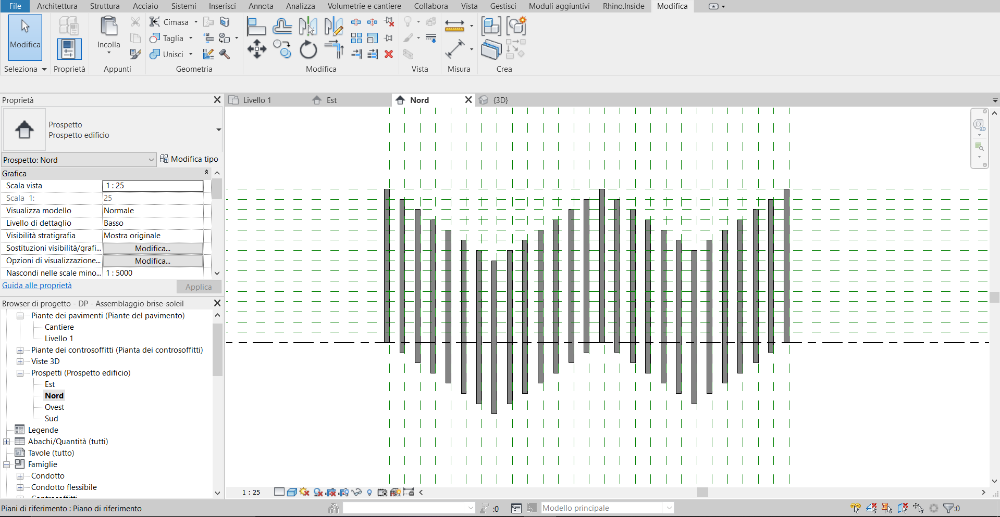 File Architettura Struttura Acciaio Sistemi Inserisci Annota Analizza Volumetrie e cantiere Collabora Vista Gestisci Moduli aggiuntivi Rhino.Inside Modifica
Modifica
Incolla
Cimasa
Taglia
Unisci
Seleziona Proprietà Appunti Geometria Modifica Vista Misura Crea
Proprietà
Livello 1 Est Nord {3D}
Prospetto
Prospetto edificio
2D
Prospetto: Nord Modifica tipo
Grafica
Scala vista 1 : 25
Scala 1: 25
Visualizza modello Normale
Livello di dettaglio Basso
Visibilità stratigrafia Mostra originale
Sostituzioni visibilità/grafi... Modifica...
Opzioni di visualizzazione... Modifica...
Nascondi nelle scale mino... 1 : 5000
Guida alle proprietà Applica
Browser di progetto - DP - Assemblaggio brise-soleil
Piante dei pavimenti (Piante del pavimento)
Cantiere
Livello 1
Piante dei controsoffitti (Pianta dei controsoffitti)
Viste 3D
Prospetti (Prospetto edificio)
Est
Nord
Ovest
Sud
Legende
Abachi/Quantità (tutti)
Tavole (tutto)
Famiglie
Condotto
Condotto flessibile
1 : 25
Piani di riferimento : Piano di riferimento :0 Modello principale :0